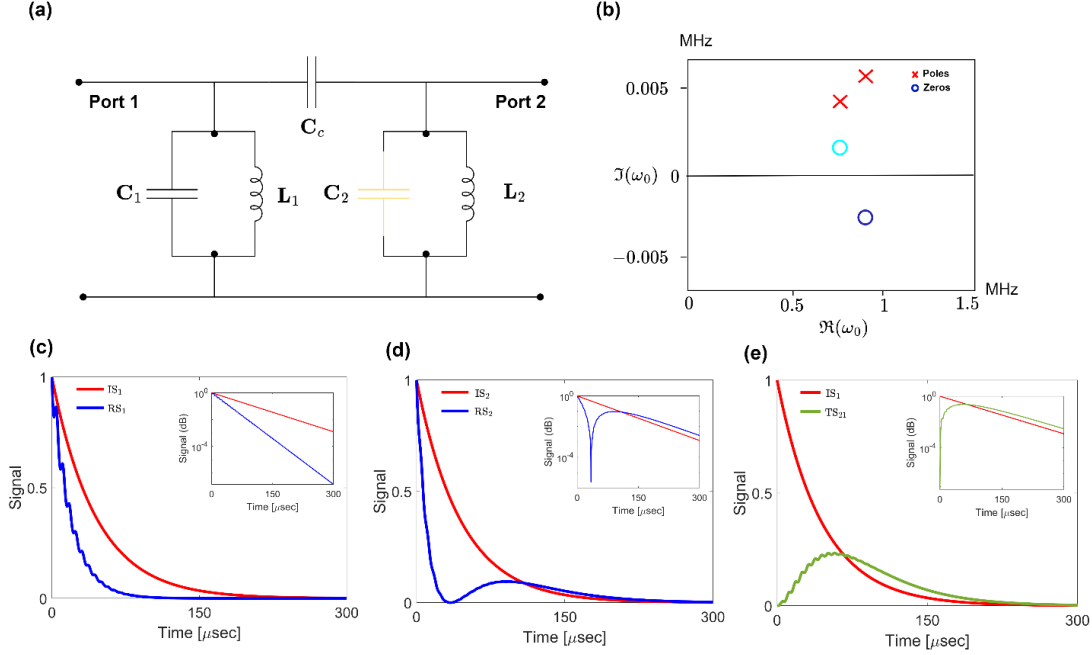 (a)
Port 1
Port 2
C_c
C_1
L_1
C_2
L_2
(b)
MHz
0.005
ℑ(ω_0)
0
−0.005
Poles
Zeros
0
0.5
1
1.5
MHz
ℜ(ω_0)
(c)
1
0.5
0
Signal
IS_1
RS_1
10^0
10^-4
Signal (dB)
0
150
300
Time [μsec]
0
150
300
Time [μsec]
(d)
1
0.5
0
Signal
IS_2
RS_2
10^0
10^-4
Signal (dB)
0
150
300
Time [μsec]
0
150
300
Time [μsec]
(e)
1
0.5
0
Signal
IS_1
TS_21
10^0
10^-4
Signal (dB)
0
150
300
Time [μsec]
0
150
300
Time [μsec]